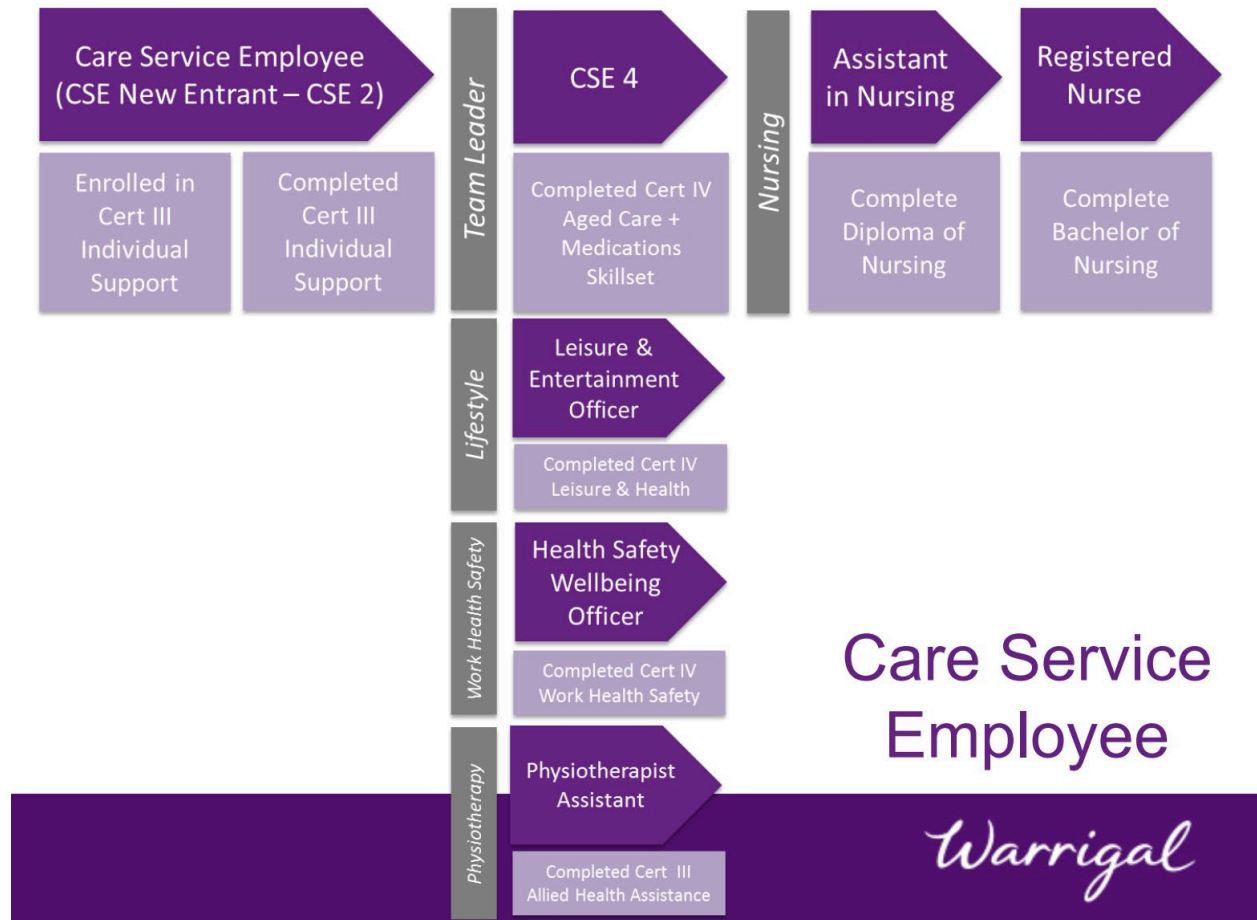 Care Service Employee
(CSE New Entrant – CSE 2)
Enrolled in
Cert III
Individual
Support
Completed
Cert III
Individual
Support
Team Leader
CSE 4
Completed Cert IV
Aged Care +
Medications
Skillset
Nursing
Assistant
in Nursing
Complete
Diploma of
Nursing
Registered
Nurse
Complete
Bachelor of
Nursing
Lifestyle
Leisure &
Entertainment
Officer
Completed Cert IV
Leisure & Health
Work Health Safety
Health Safety
Wellbeing
Officer
Completed Cert IV
Work Health Safety
Physiotherapy
Physiotherapist
Assistant
Completed Cert III
Allied Health Assistance
Care Service
Employee
Warrigal